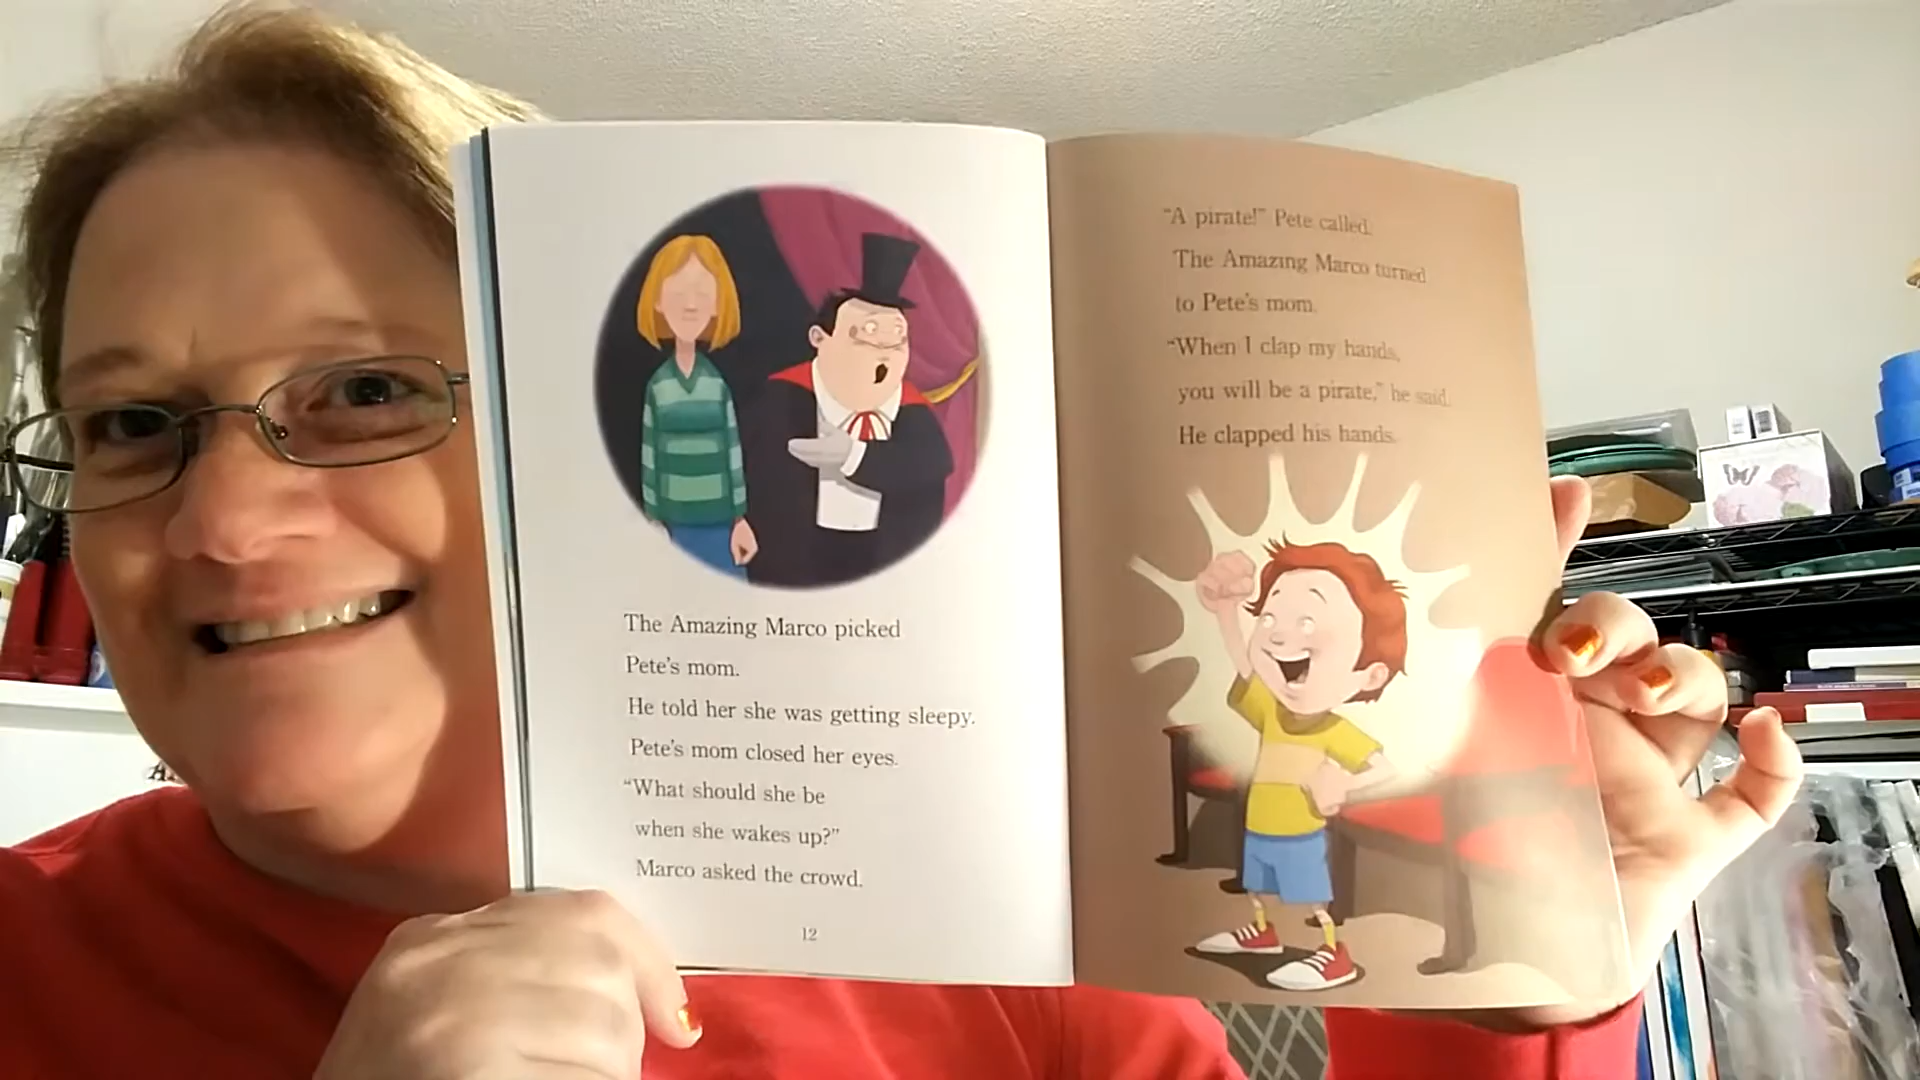 The Amazing Marco picked
Pete's mom.
He told her she was getting sleepy.
Pete's mom closed her eyes.
“What should she be
when she wakes up?”
Marco asked the crowd.
12
“A pirate!” Pete called.
The Amazing Marco turned
to Pete's mom.
“When I clap my hands,
you will be a pirate,” he said.
He clapped his hands.